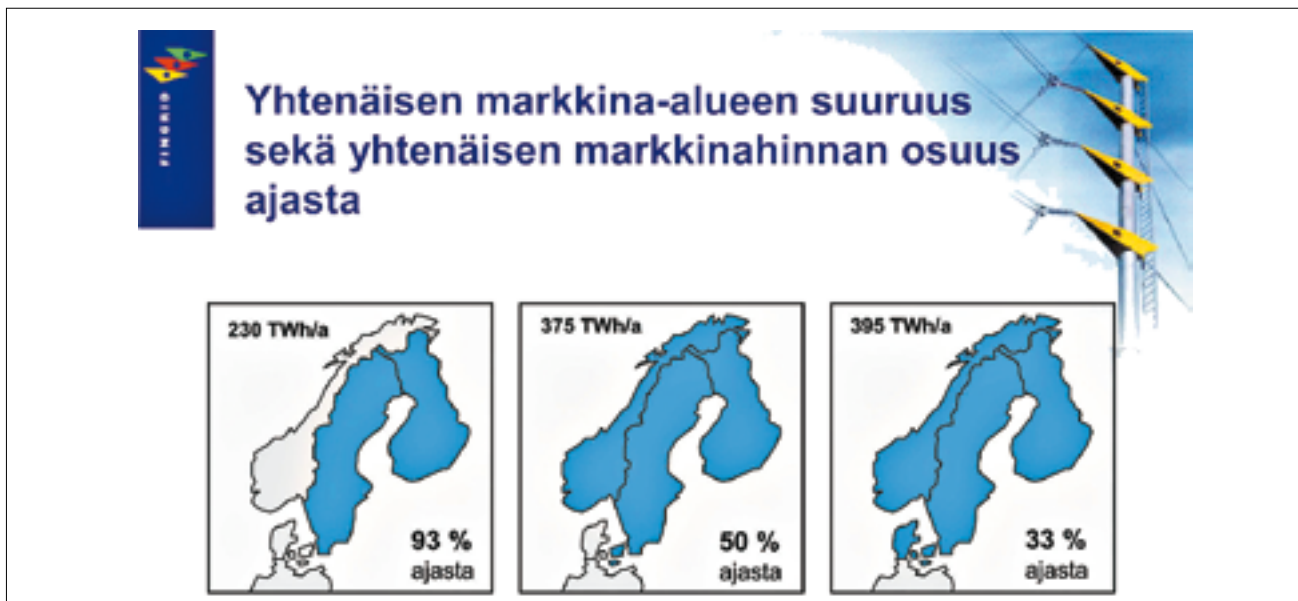 FINGRID
Yhtenäisen markkina-alueen suuruus
sekä yhtenäisen markkinahinnan osuus
ajasta
230 TWh/a
93 %
ajasta
375 TWh/a
50 %
ajasta
395 TWh/a
33 %
ajasta